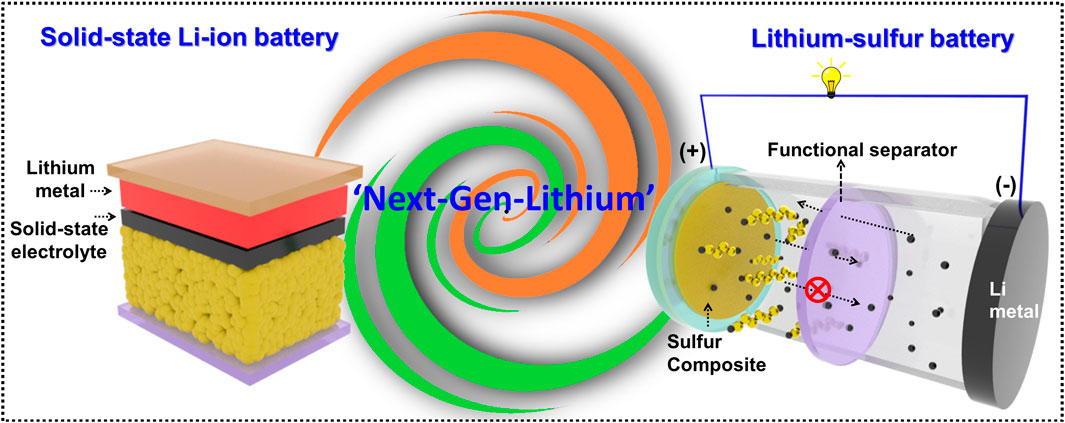 Solid-state Li-ion battery
Lithium
metal
Solid-state
electrolyte
‘Next-Gen-Lithium’
Lithium-sulfur battery
(+)
Functional separator
(-)
Li
metal
Sulfur
Composite